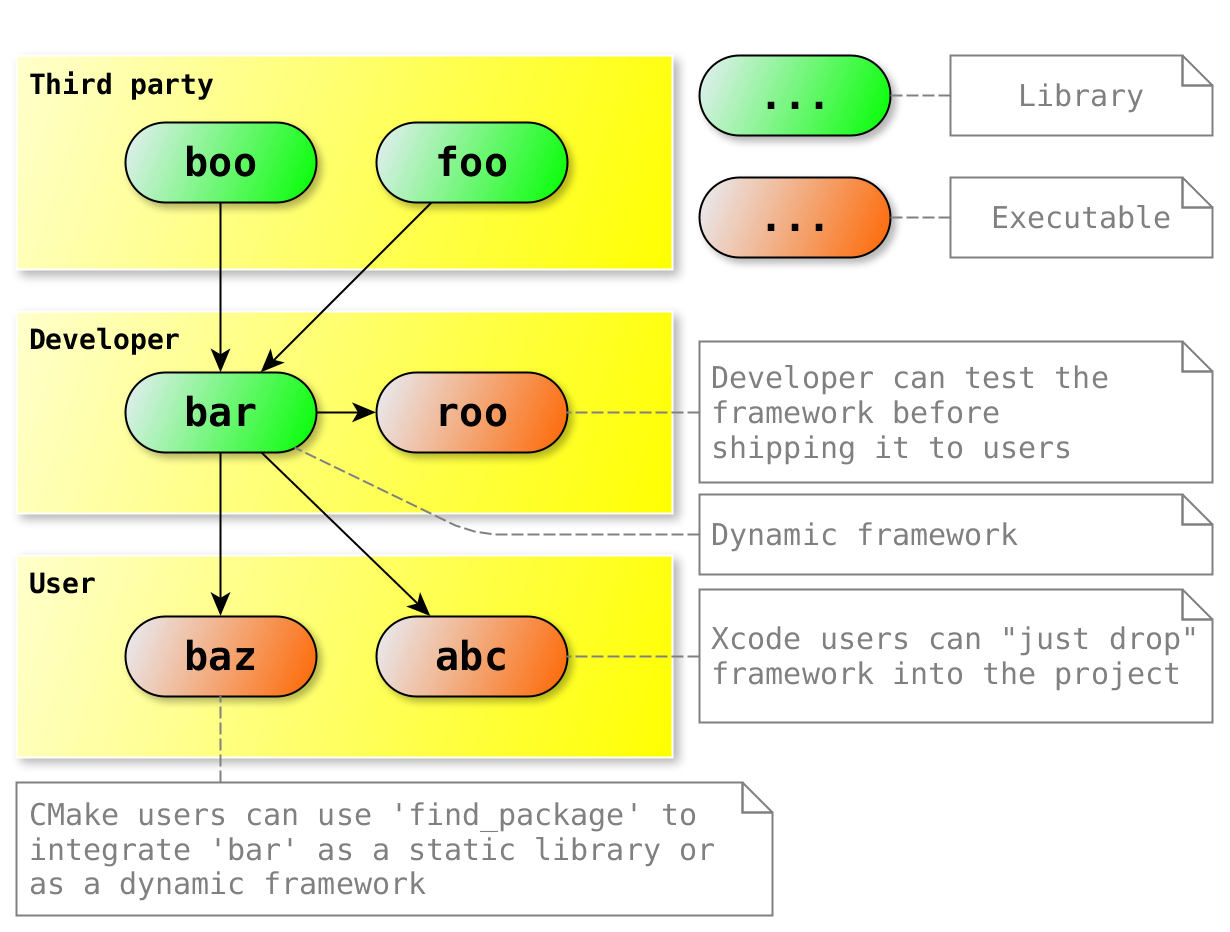 Third party
boo
foo
...
Library
...
Executable
Developer
bar
roo
Developer can test the
framework before
shipping it to users
Dynamic framework
User
baz
abc
Xcode users can "just drop"
framework into the project
CMake users can use 'find_package' to
integrate 'bar' as a static library or
as a dynamic framework